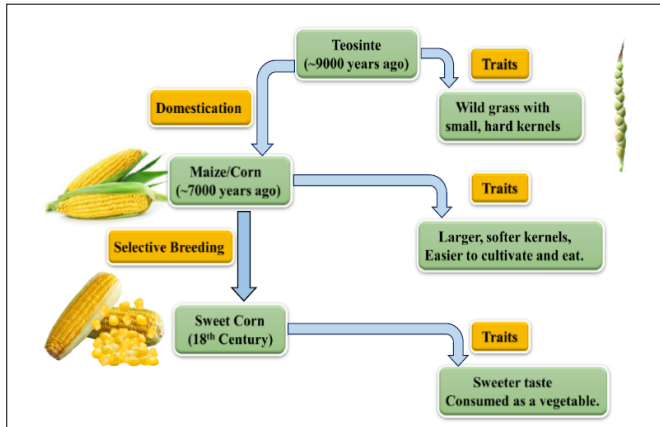 Teosinte
(~9000 years ago)
Traits
Wild grass with
small, hard kernels
Domestication
Maize/Corn
(~7000 years ago)
Traits
Larger, softer kernels,
Easier to cultivate and eat.
Selective Breeding
Sweet Corn
(18th Century)
Traits
Sweeter taste
Consumed as a vegetable.